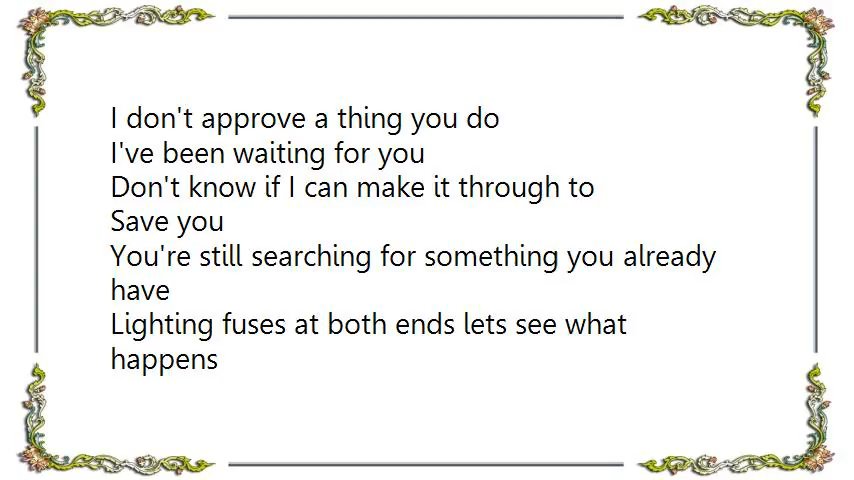 I don't approve a thing you do
I've been waiting for you
Don't know if I can make it through to
Save you
You're still searching for something you already
have
Lighting fuses at both ends lets see what
happens